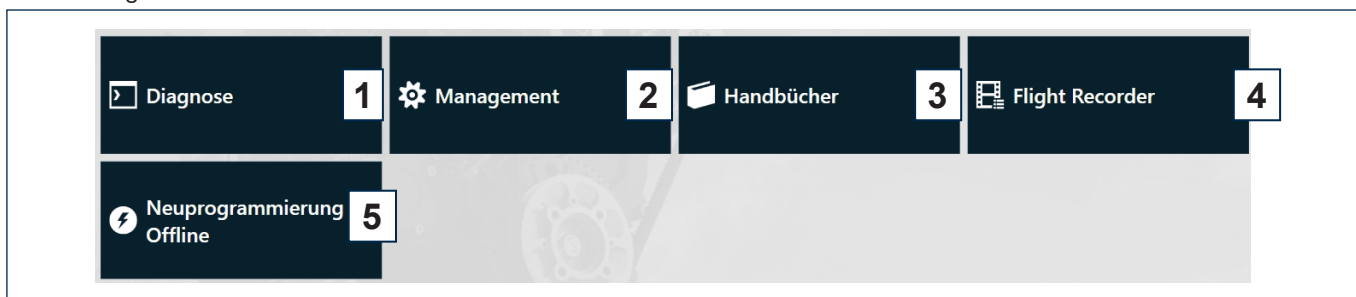 Diagnose 1
Management 2
Handbücher 3
Flight Recorder 4
Neuprogrammierung
Offline 5